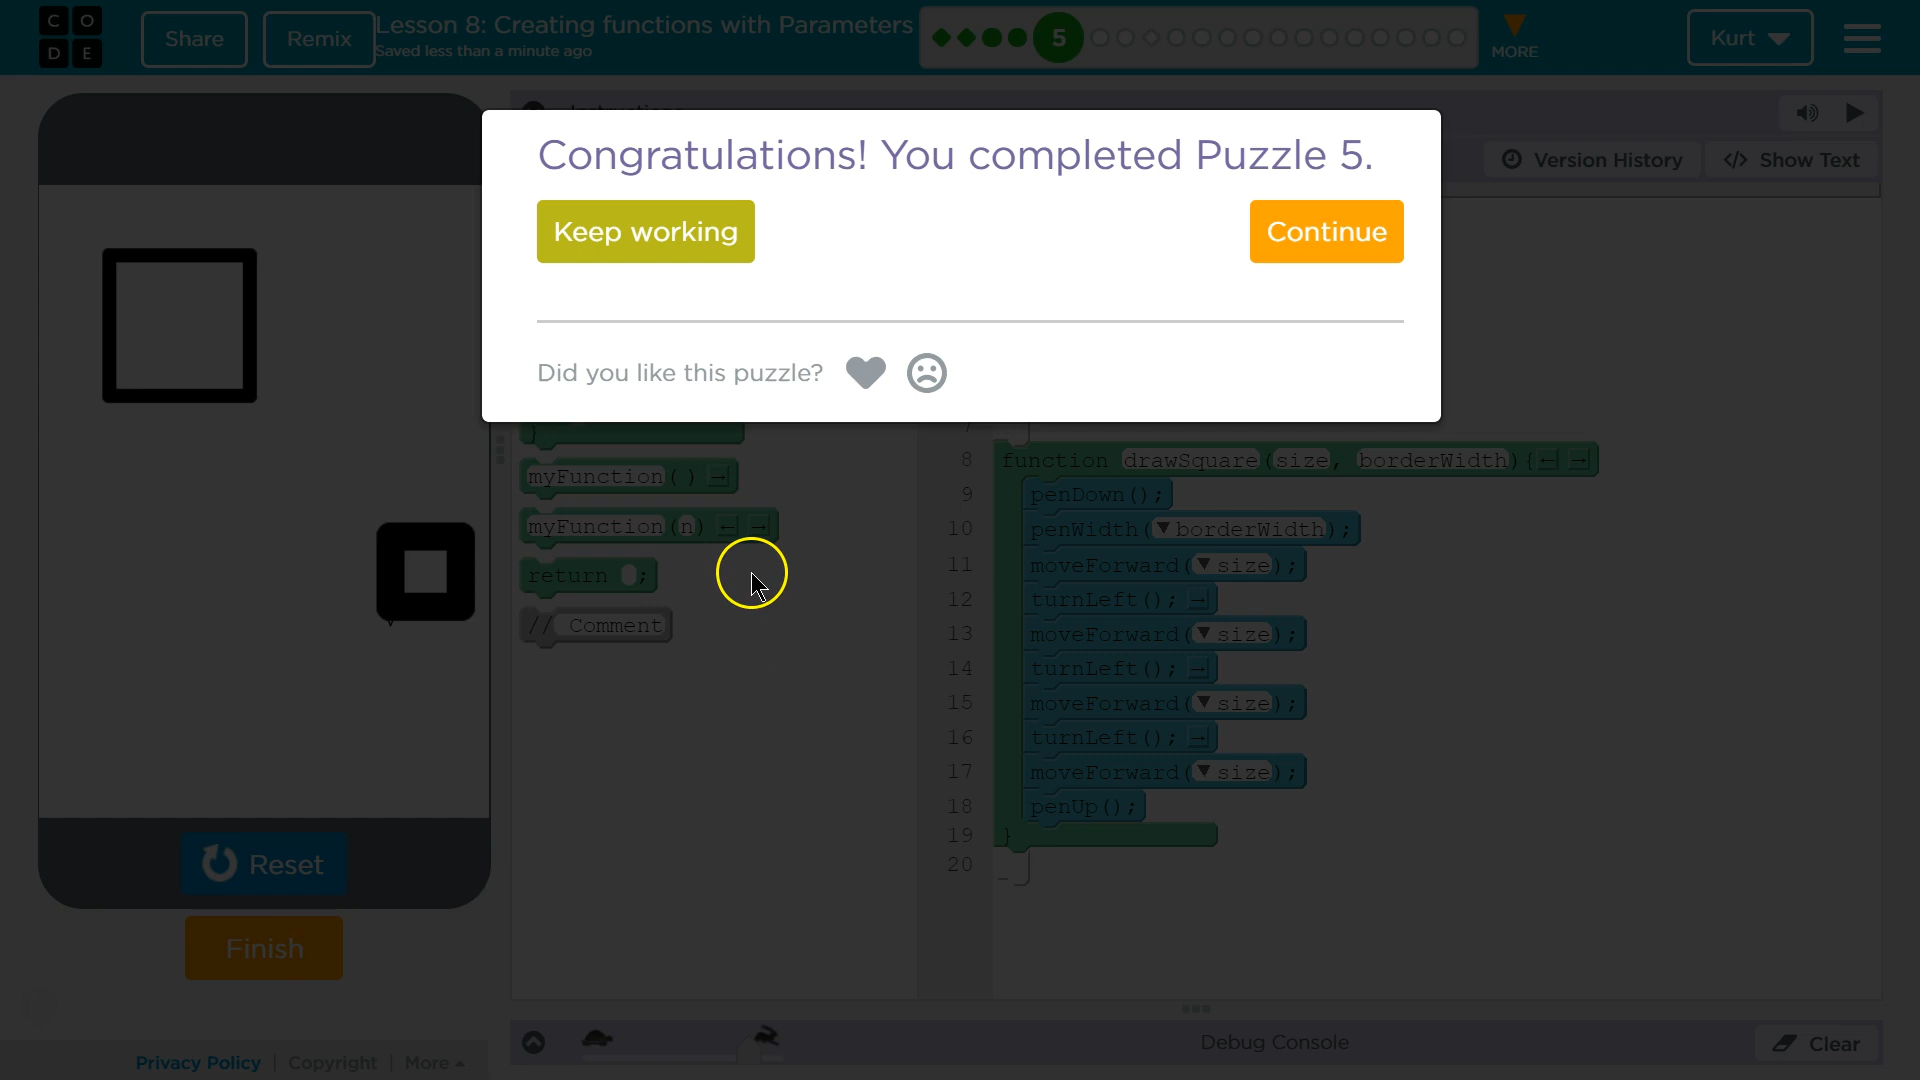 C O
D E
Share
Remix
Lesson 8: Creating functions with Parameters
Saved less than a minute ago
5
MORE
Kurt
Version History
</> Show Text
Congratulations! You completed Puzzle 5.
Keep working
Continue
Did you like this puzzle?
myFunction() →
myFunction(n) ← →
return ;
// Comment
7
8 function drawSquare(size, borderWidth){ ← →
9 penDown();
10 penWidth(▼borderWidth);
11 moveForward(▼size);
12 turnLeft(); →
13 moveForward(▼size);
14 turnLeft(); →
15 moveForward(▼size);
16 turnLeft(); →
17 moveForward(▼size);
18 penUp();
19 }
20
Reset
Finish
Debug Console
Clear
Privacy Policy | Copyright | More